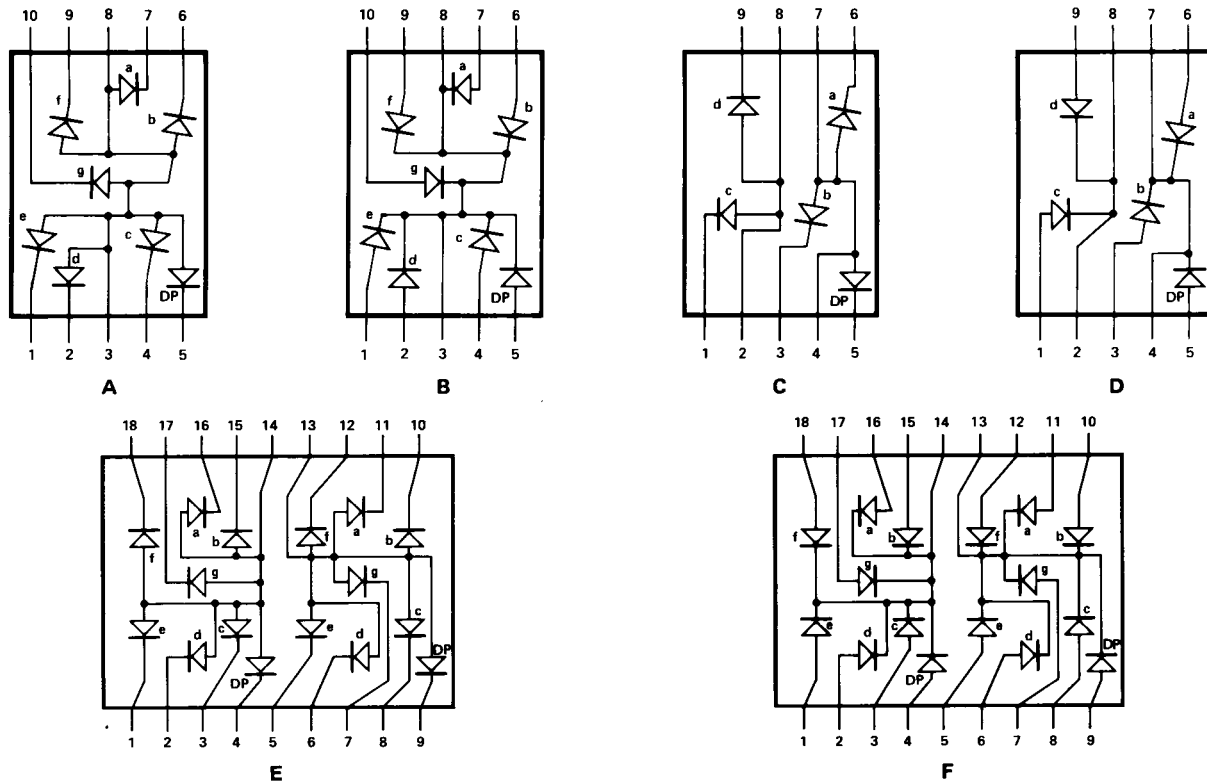 10 9 8 7 6
a
f b
g
e c
d
DP
1 2 3 4 5
A
10 9 8 7 6
a
f b
g
e c
d
DP
1 2 3 4 5
B
9 8 7 6
d a
c b
DP
1 2 3 4 5
C
9 8 7 6
d a
c b
DP
1 2 3 4 5
D
18 17 16 15 14 13 12 11 10
a a
f b f b
g g
e d c e d c
DP DP
1 2 3 4 5 6 7 8 9
E
18 17 16 15 14 13 12 11 10
a a
f b f b
g g
e d c e d c
DP DP
1 2 3 4 5 6 7 8 9
F